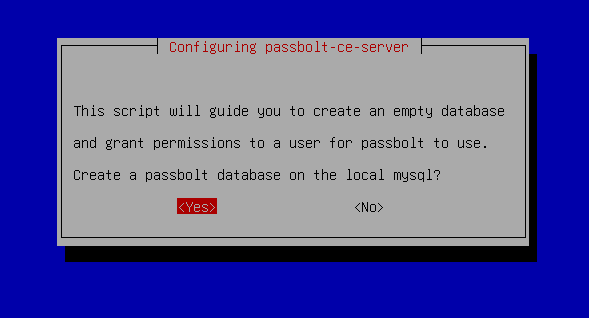 Configuring passbolt-ce-server
This script will guide you to create an empty database
and grant permissions to a user for passbolt to use.
Create a passbolt database on the local mysql?
<Yes> <No>